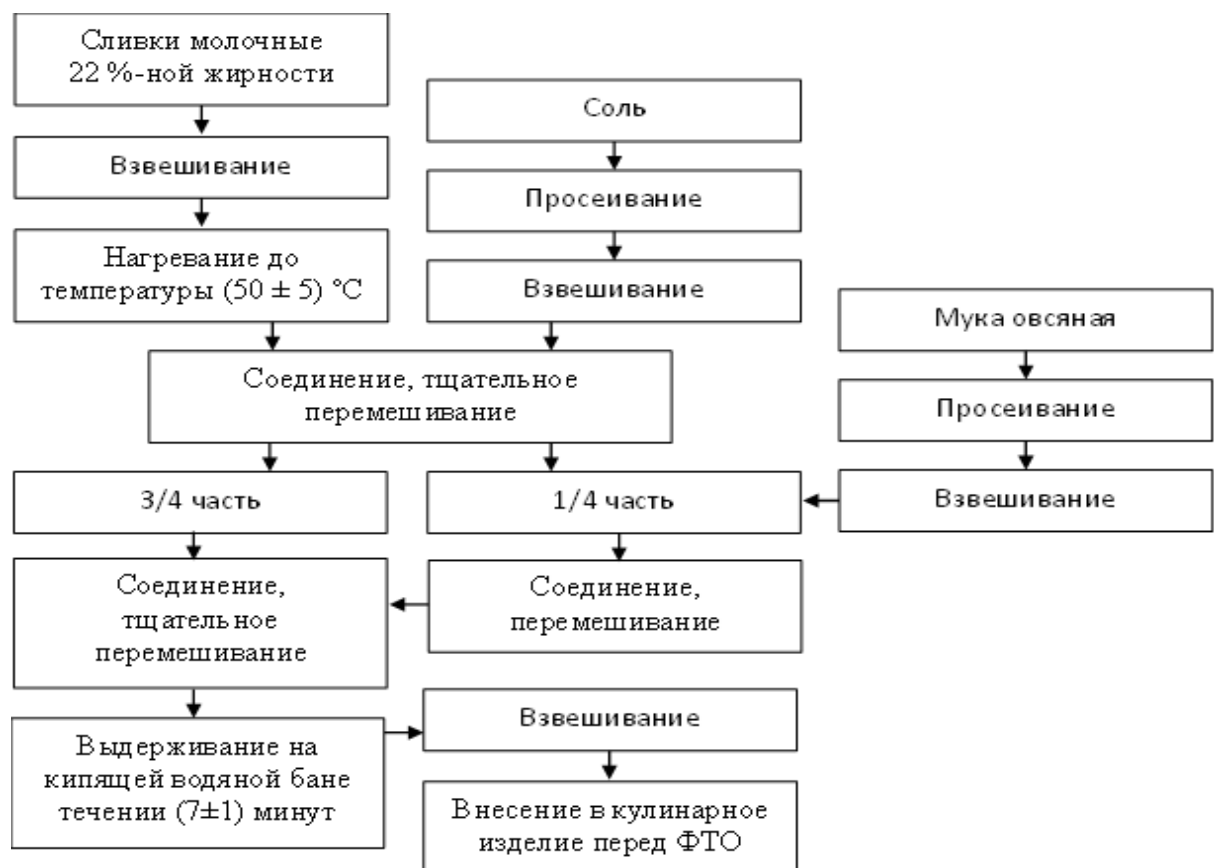 Сливки молочные
22 %-ной жирности
Соль
Взвешивание
Просеивание
Нагревание до
температуры (50 ± 5) °С
Взвешивание
Мука овсяная
Соединение, тщательное
перемешивание
Просеивание
3/4 часть
1/4 часть
Взвешивание
Соединение,
тщательное
перемешивание
Соединение,
перемешивание
Выдерживание на
кипящей водяной бане
течении (7±1) минут
Взвешивание
Внесение в кулинарное
изделие перед ФТО